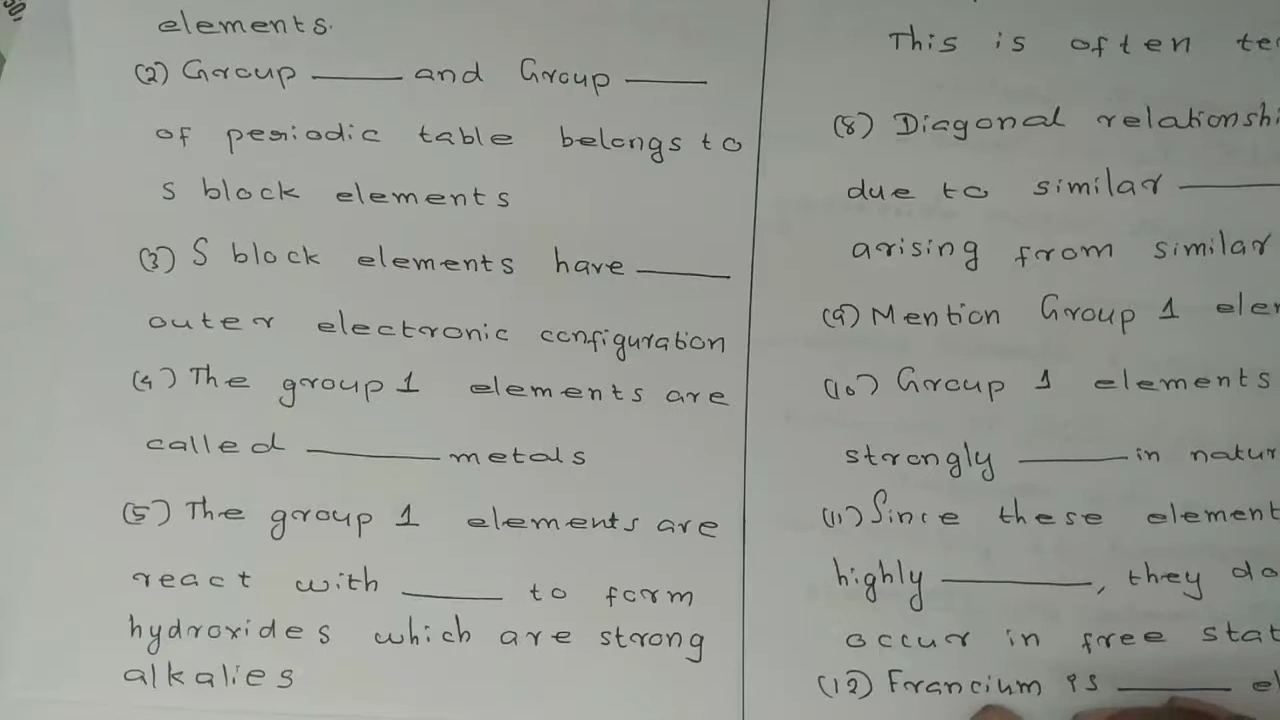 elements.
(2) Group ____ and Group ____
of periodic table belongs to
s block elements
(3) S block elements have ____
outer electronic configuration
(4) The group 1 elements are
called ____ metals
(5) The group 1 elements are
react with ____ to form
hydroxides which are strong
alkalies
This is often
(8) Diagonal
due to similar ____
arising from similar
(9) Mention Group 1
(10) Group 1 elements
strongly ____ in
(11) Since these
highly ____, they do
occur in free
(12) Francium is ____